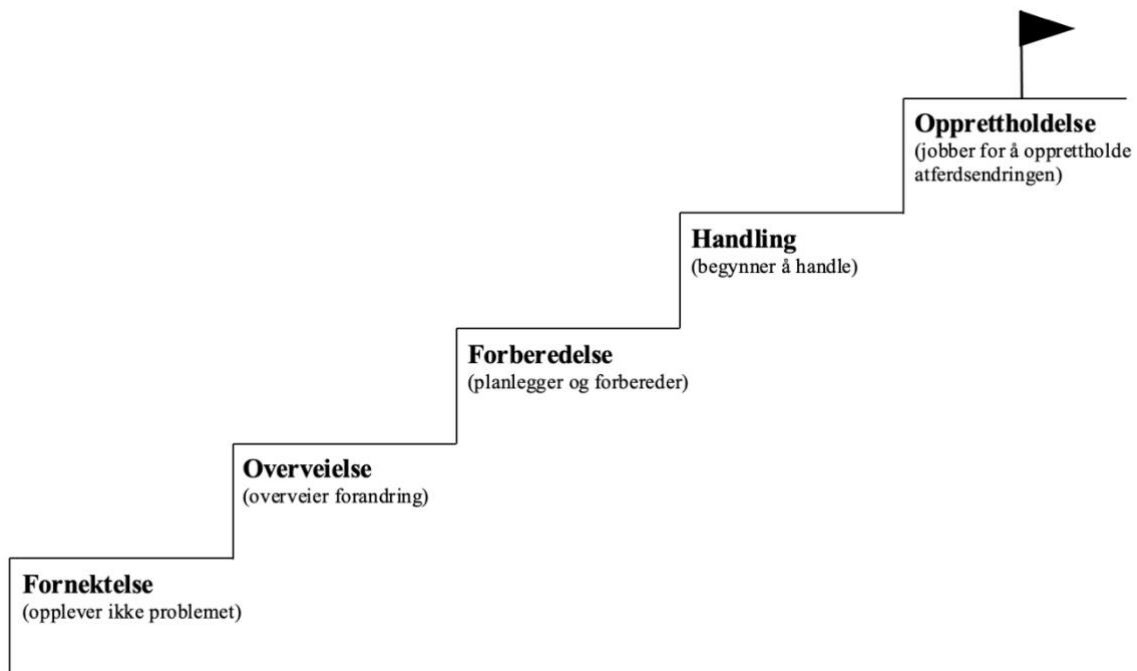 Opprettholdelse
(jobber for å opprettholde
atferdsendringen)
Handling
(begynner å handle)
Forberedelse
(planlegger og forbereder)
Overveielse
(overveier forandring)
Fornektelse
(opplever ikke problemet)